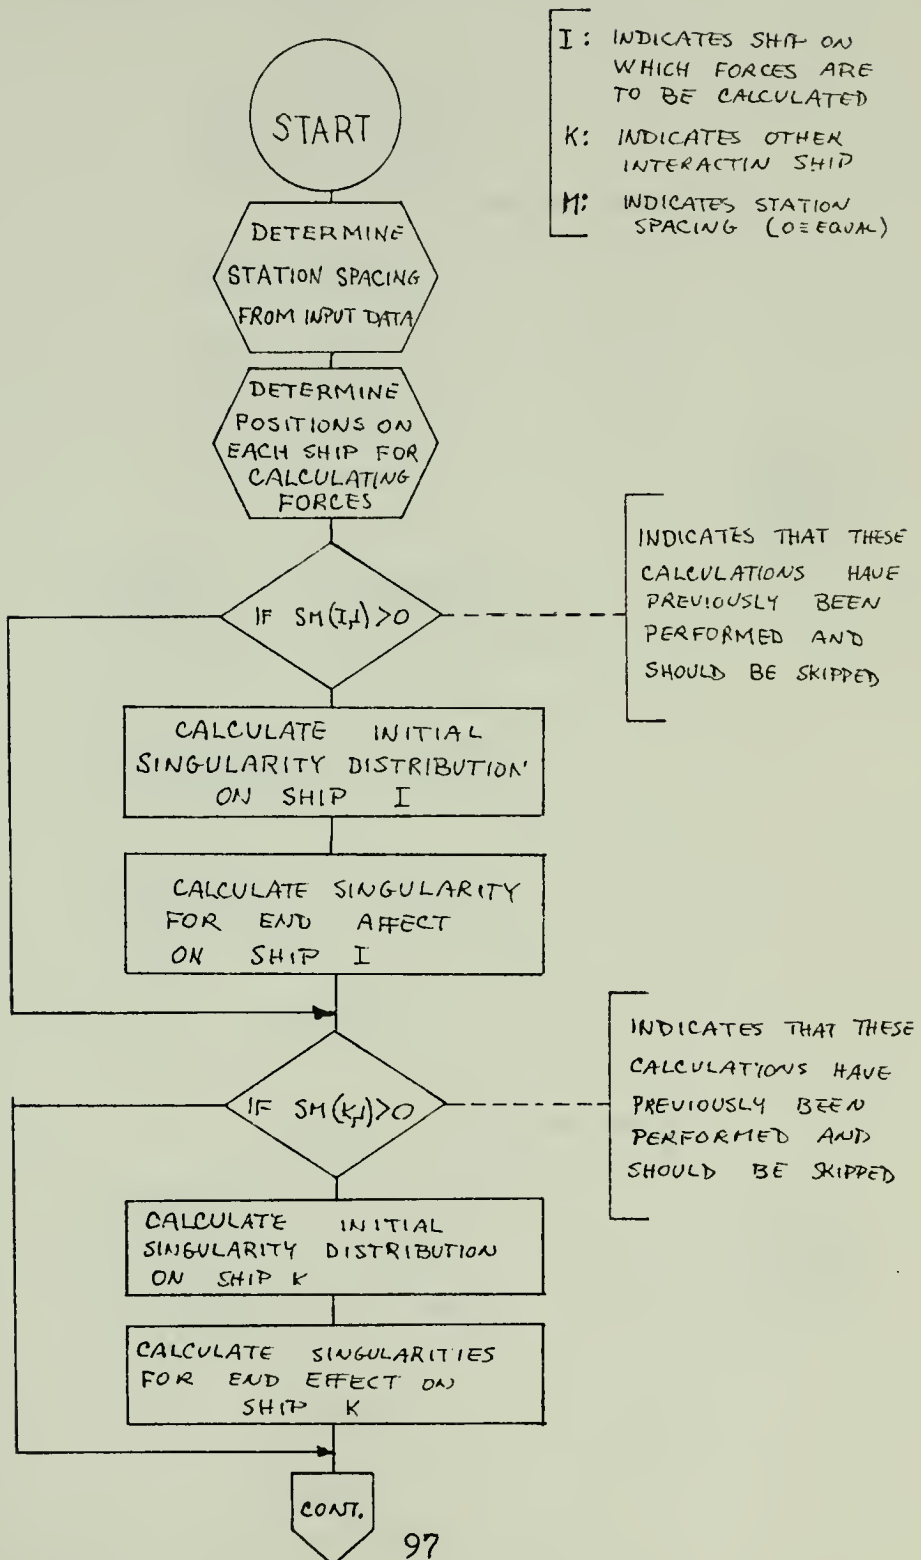 I: INDICATES SHIP ON
WHICH FORCES ARE
TO BE CALCULATED
K: INDICATES OTHER
INTERACTIN SHIP
M: INDICATES STATION
SPACING (O≡EQUAL)
START
DETERMINE
STATION SPACING
FROM INPUT DATA
DETERMINE
POSITIONS ON
EACH SHIP FOR
CALCULATING
FORCES
IF SM(I,1)>0
INDICATES THAT THESE
CALCULATIONS HAVE
PREVIOUSLY BEEN
PERFORMED AND
SHOULD BE SKIPPED
CALCULATE INITIAL
SINGULARITY DISTRIBUTION
ON SHIP I
CALCULATE SINGULARITY
FOR END AFFECT
ON SHIP I
IF SM(K,1)>0
INDICATES THAT THESE
CALCULATIONS HAVE
PREVIOUSLY BEEN
PERFORMED AND
SHOULD BE SKIPPED
CALCULATE INITIAL
SINGULARITY DISTRIBUTION
ON SHIP K
CALCULATE SINGULARITIES
FOR END EFFECT ON
SHIP K
CONT.
97